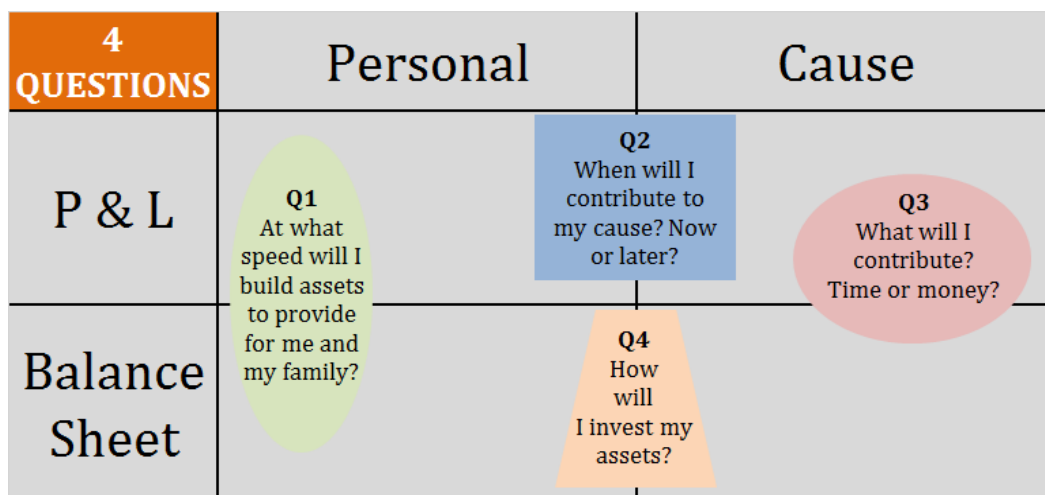 4
QUESTIONS
Personal
Cause
P & L
Q1
At what
speed will I
build assets
to provide
for me and
my family?
Q2
When will I
contribute to
my cause? Now
or later?
Q3
What will I
contribute?
Time or money?
Balance
Sheet
Q4
How
will
I invest my
assets?